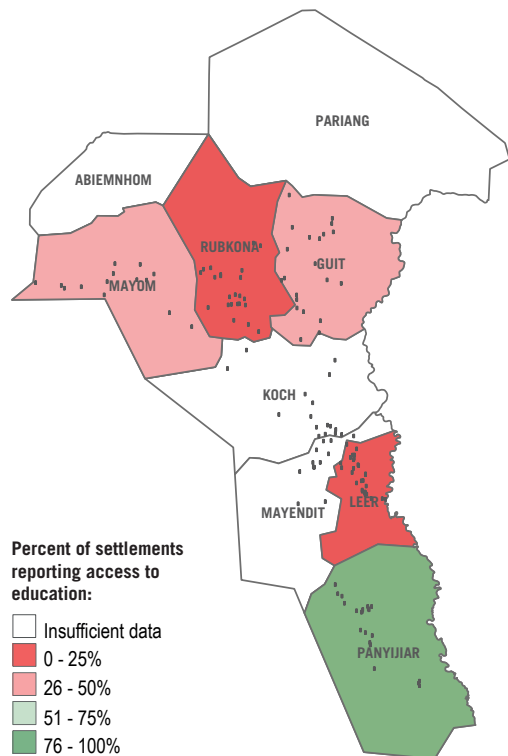 PARIANG
ABIEMNHOM
RUBKONA
GUIT
MAYOM
KOCH
MAYENDIT
LEER
PANYIJIAR
Percent of settlements
reporting access to
education:
Insufficient data
0 - 25%
26 - 50%
51 - 75%
76 - 100%